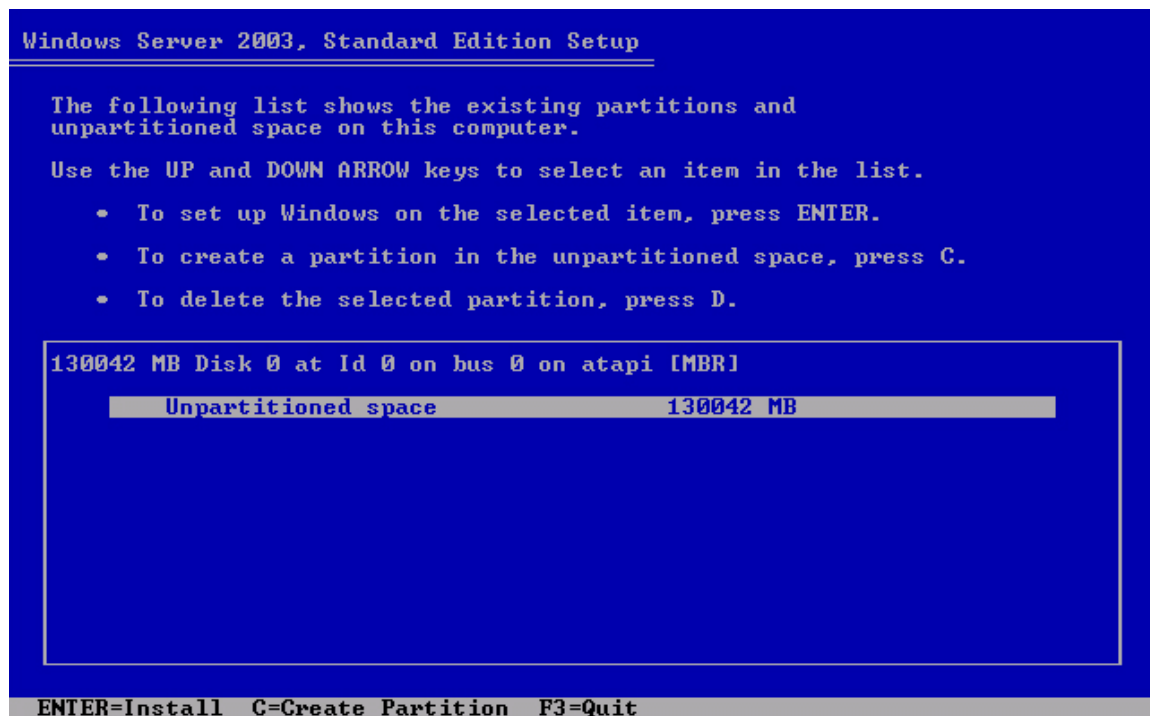 Windows Server 2003, Standard Edition Setup
The following list shows the existing partitions and
unpartitioned space on this computer.
Use the UP and DOWN ARROW keys to select an item in the list.
• To set up Windows on the selected item, press ENTER.
• To create a partition in the unpartitioned space, press C.
• To delete the selected partition, press D.
130042 MB Disk 0 at Id 0 on bus 0 on atapi [MBR]
Unpartitioned space 130042 MB
ENTER=Install C=Create Partition F3=Quit